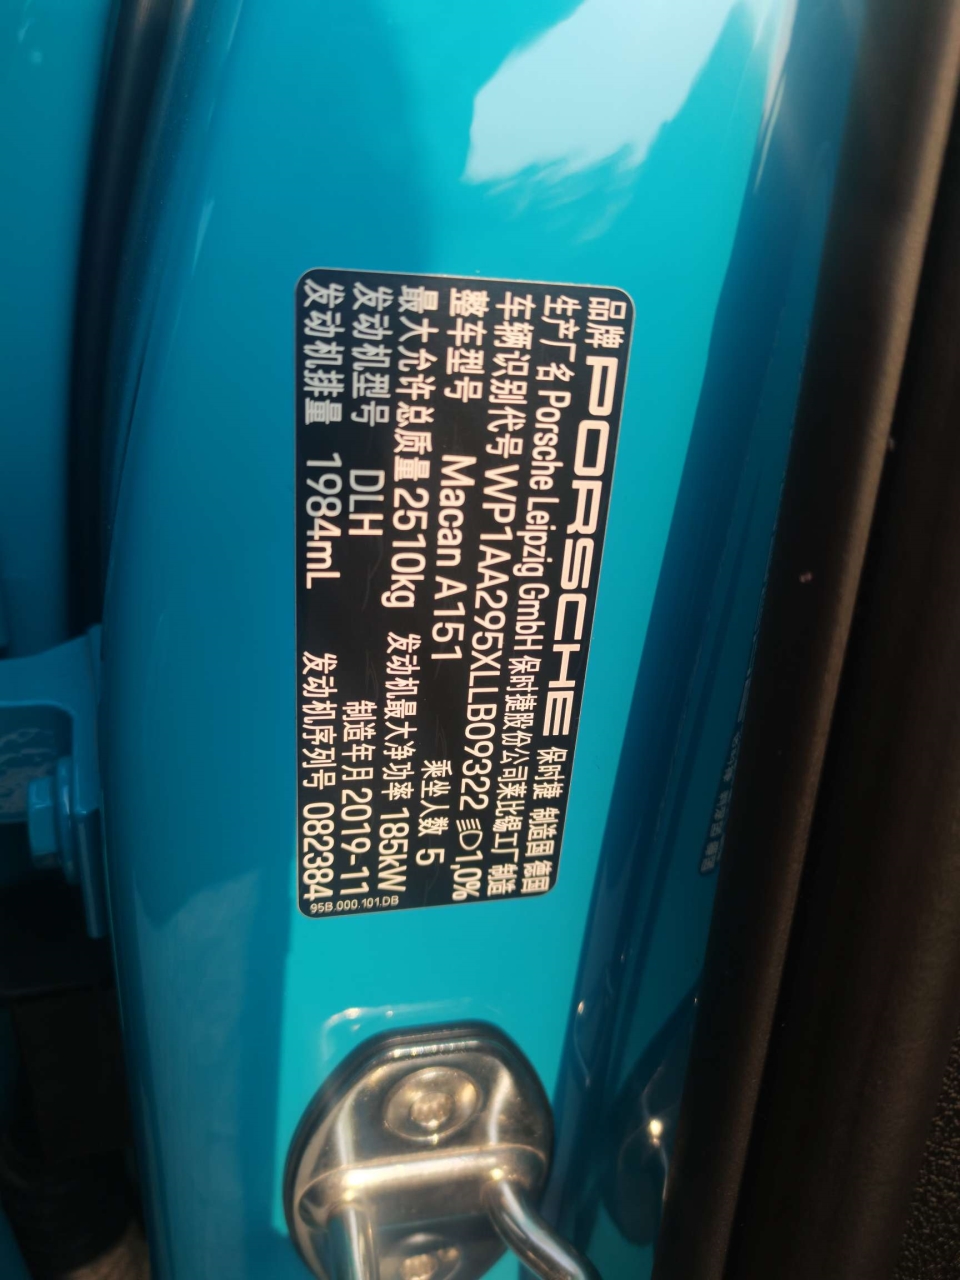 品牌 PORSCHE 保时捷 制造国 德国
生产厂名 Porsche Leipzig GmbH 保时捷股份公司莱比锡工厂 制造
车辆识别代号 WP1AA295XLLB09322 1,0%
整车型号 Macan A151 乘坐人数 5
最大允许总质量 2510kg 发动机最大净功率 185kW
发动机型号 DLH 制造年月 2019-11
发动机排量 1984mL 发动机序列号 082384
95B.000.101.DB